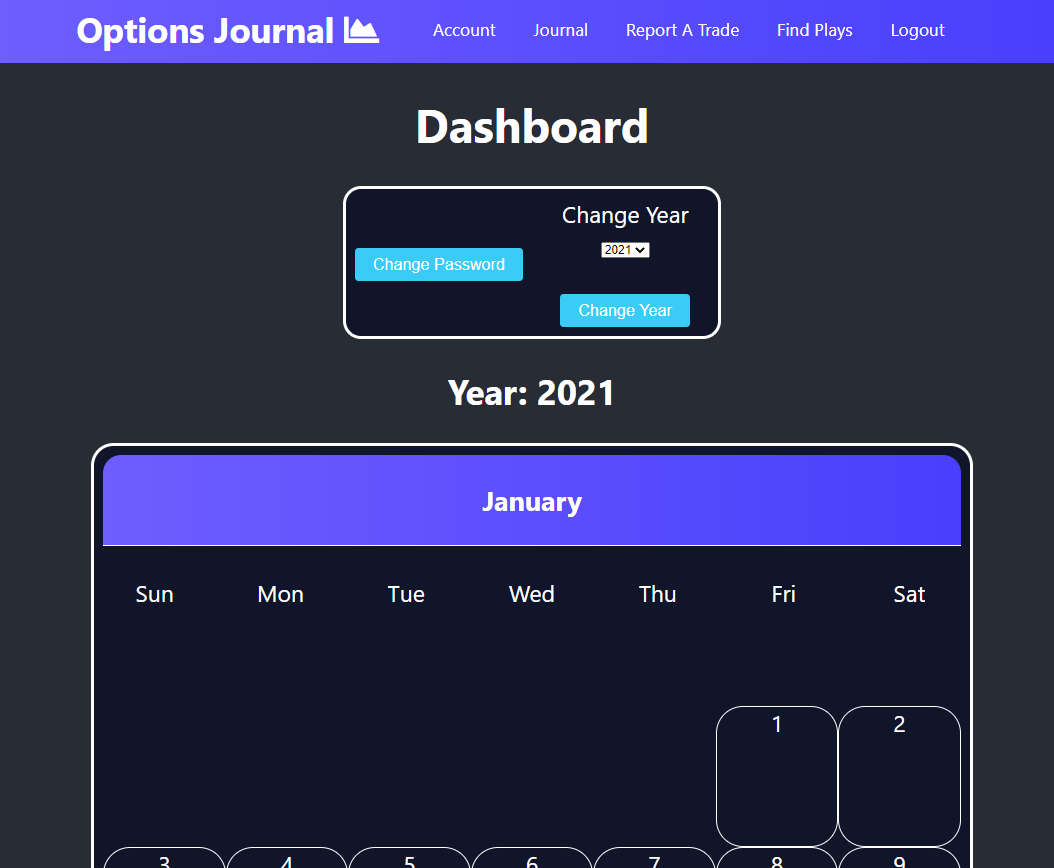 Options Journal Account Journal Report A Trade Find Plays Logout
Dashboard
Change Password
Change Year
2021
Change Year
Year: 2021
January
Sun Mon Tue Wed Thu Fri Sat
1 2
3 4 5 6 7 8 9